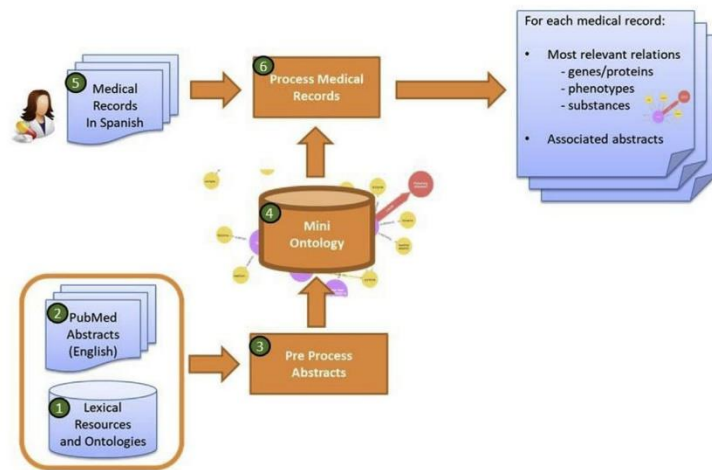 For each medical record:
• Most relevant relations
- genes/proteins
- phenotypes
- substances
• Associated abstracts
5
Medical
Records
In Spanish
6
Process Medical
Records
4
Mini
Ontology
2
PubMed
Abstracts
(English)
3
Pre Process
Abstracts
1
Lexical
Resources
and Ontologies